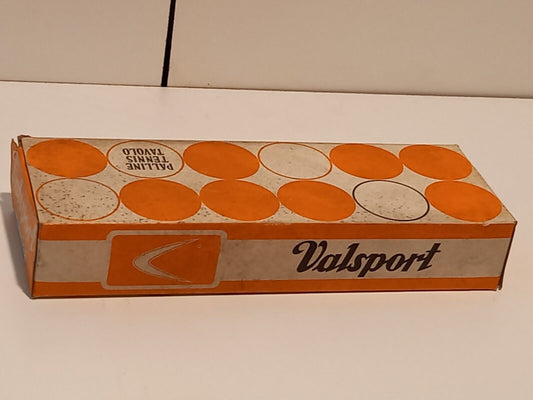 PALLINE
TENNIS
TAVOLO
Valsport